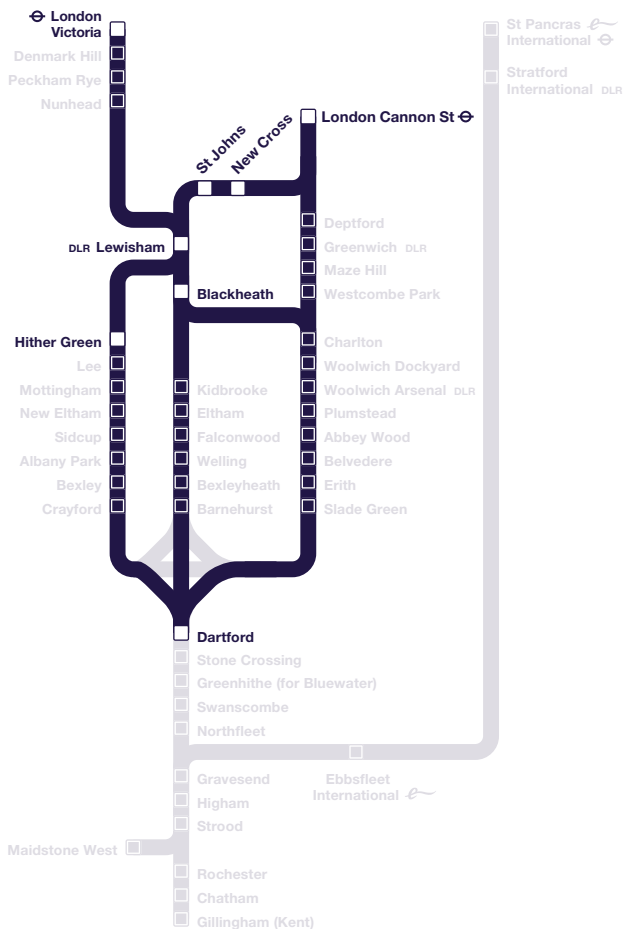 London
Victoria
Denmark Hill
Peckham Rye
Nunhead
St Pancras
International
Stratford
International DLR
London Cannon St
St Johns
New Cross
DLR Lewisham
Blackheath
Deptford
Greenwich DLR
Maze Hill
Westcombe Park
Hither Green
Lee
Mottingham
New Eltham
Sidcup
Albany Park
Bexley
Crayford
Kidbrooke
Eltham
Falconwood
Welling
Bexleyheath
Barnehurst
Charlton
Woolwich Dockyard
Woolwich Arsenal DLR
Plumstead
Abbey Wood
Belvedere
Erith
Slade Green
Dartford
Stone Crossing
Greenhithe (for Bluewater)
Swanscombe
Northfleet
Ebbsfleet
International
Gravesend
Higham
Strood
Maidstone West
Rochester
Chatham
Gillingham (Kent)